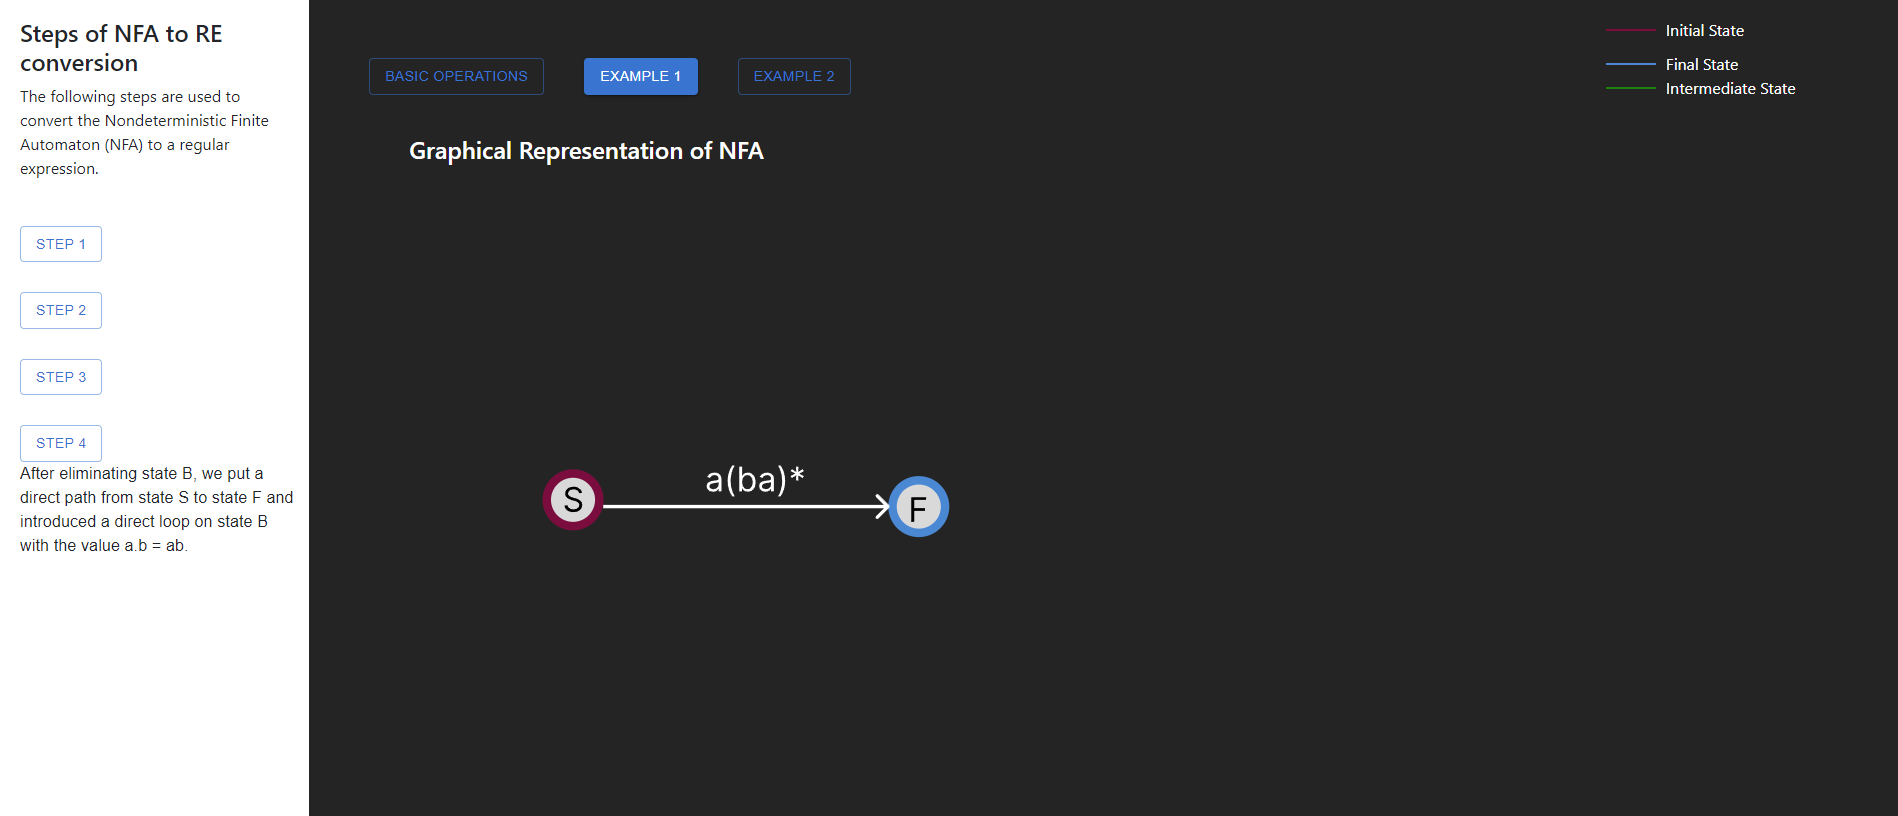 Steps of NFA to RE
conversion
The following steps are used to
convert the Nondeterministic Finite
Automaton (NFA) to a regular
expression.
STEP 1
STEP 2
STEP 3
STEP 4
After eliminating state B, we put a
direct path from state S to state F and
introduced a direct loop on state B
with the value a.b = ab.
BASIC OPERATIONS
EXAMPLE 1
EXAMPLE 2
Initial State
Final State
Intermediate State
Graphical Representation of NFA
a(ba)*
S
F